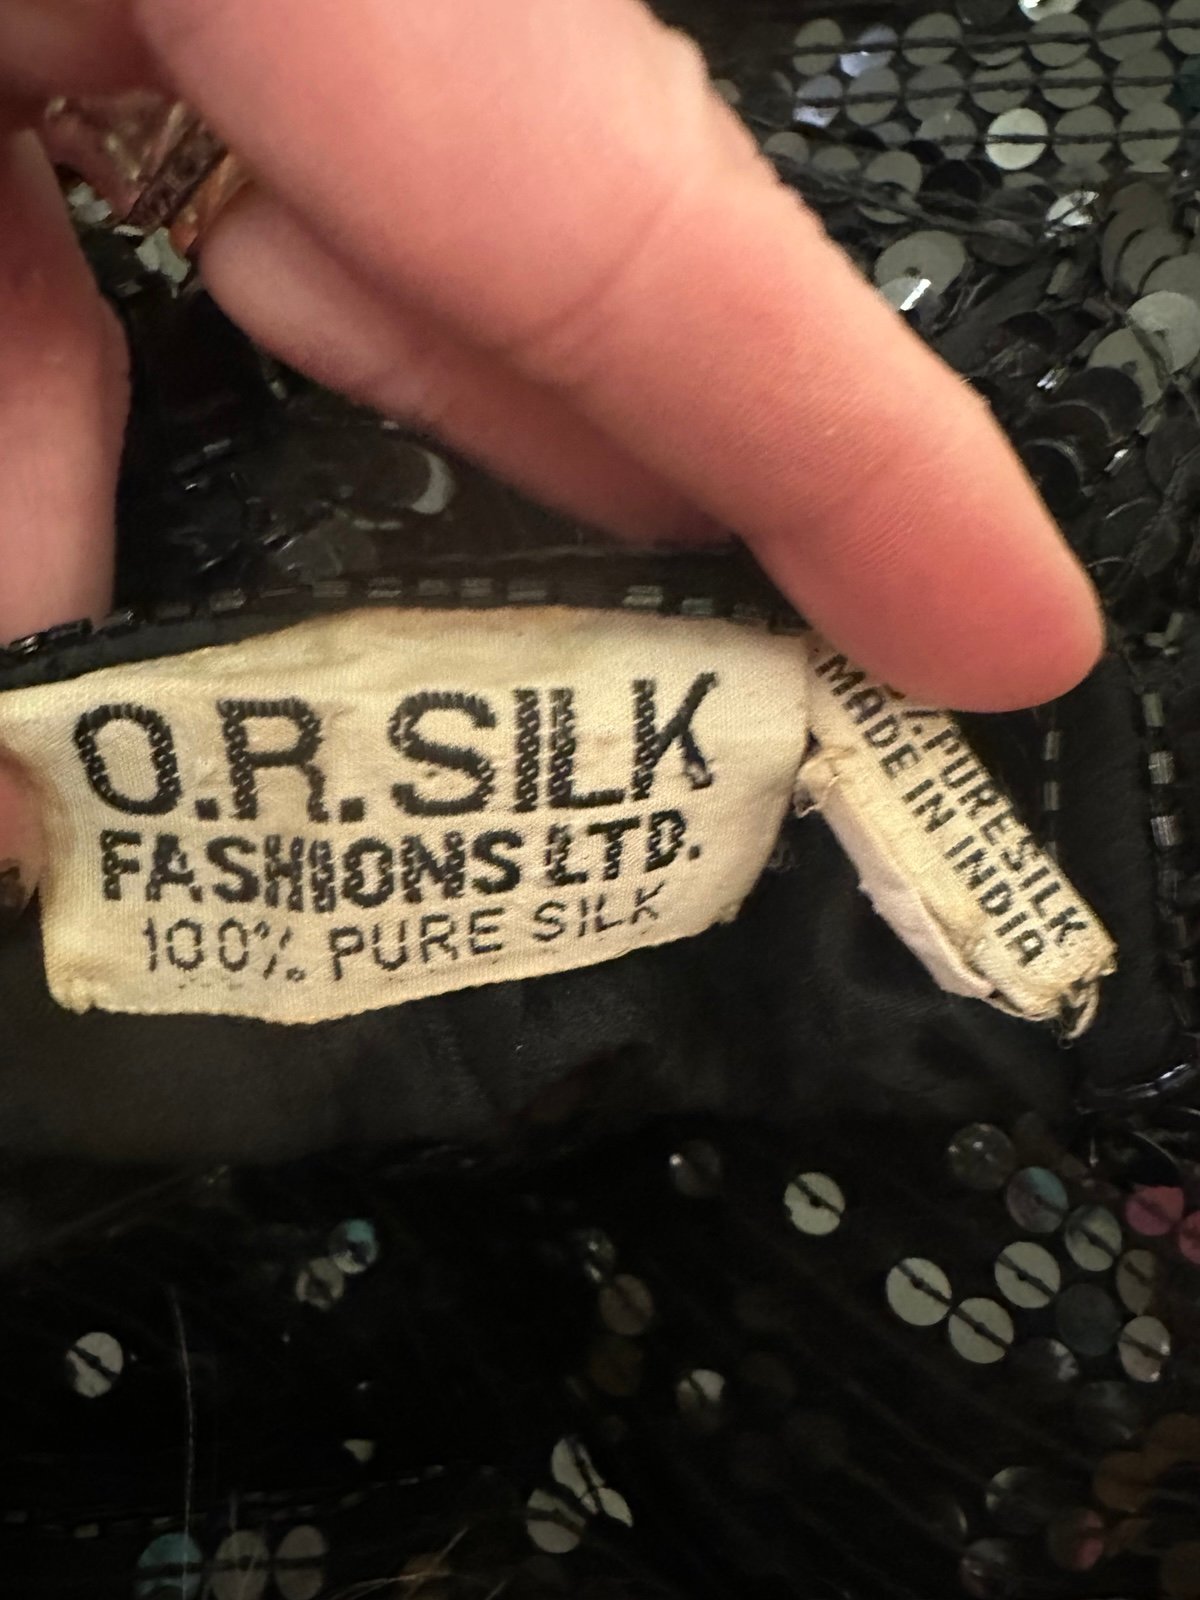 O.R. SILK
FASHIONS LTD.
100% PURE SILK
% PURE SILK
MADE IN INDIA